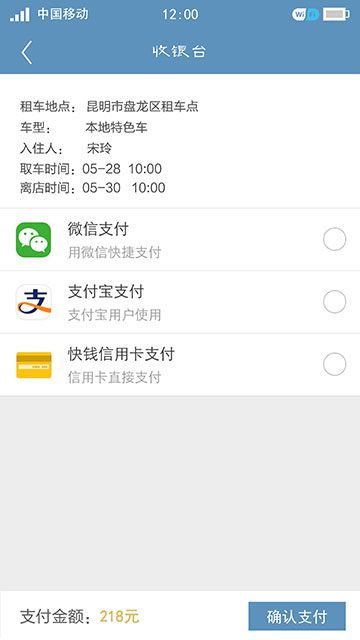 中国移动 12:00 WiFi
收银台
租车地点： 昆明市盘龙区租车点
车型： 本地特色车
入住人： 宋玲
取车时间：05-28 10:00
离店时间：05-30 10:00
微信支付
用微信快捷支付
支 支付宝支付
支付宝用户使用
快钱信用卡支付
信用卡直接支付
支付金额：218元 确认支付